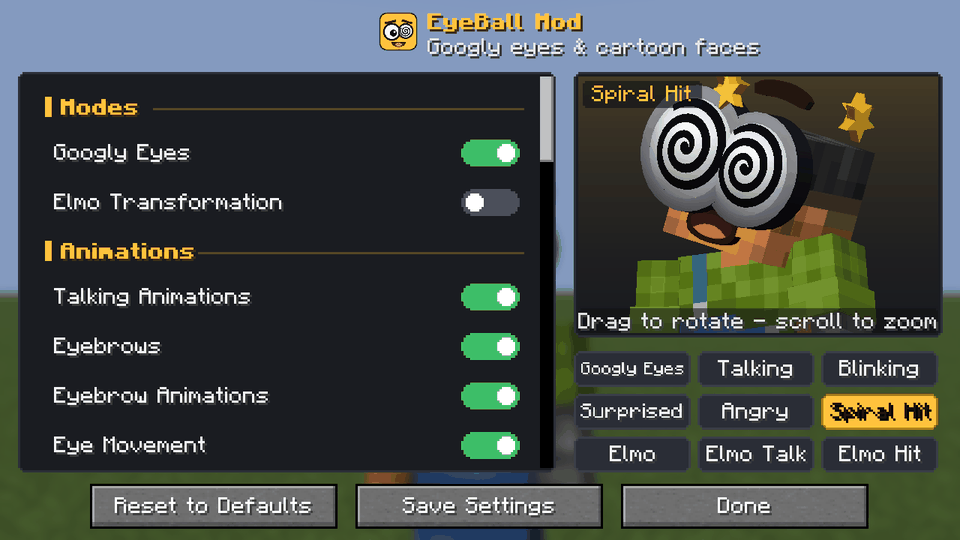 EyeBall Mod
Googly eyes & cartoon faces
Modes
Googly Eyes
Elmo Transformation
Animations
Talking Animations
Eyebrows
Eyebrow Animations
Eye Movement
Spiral Hit
Drag to rotate - scroll to zoom
Googly Eyes Talking Blinking
Surprised Angry Spiral Hit
Elmo Elmo Talk Elmo Hit
Reset to Defaults Save Settings Done